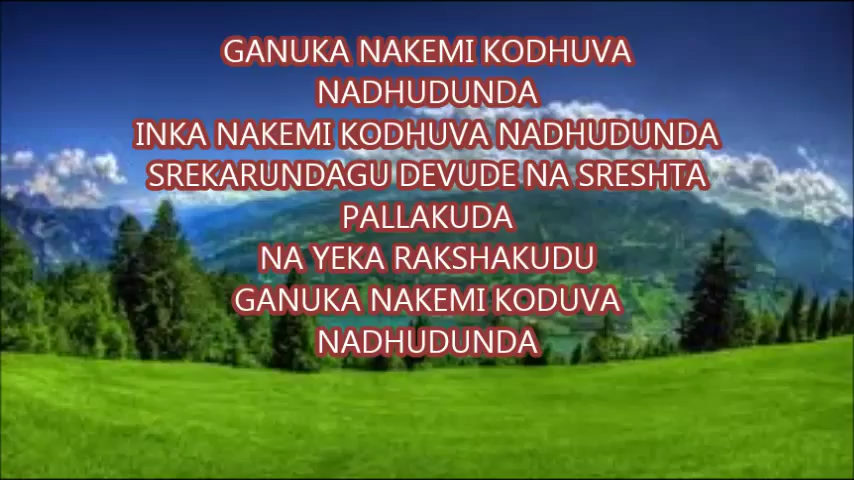 GANUKA NAKEMI KODHUVA
NADHUDUNDA
INKA NAKEMI KODHUVA NADHUDUNDA
SREKARUNDAGU DEVUDE NA SRESHTA
PALLAKUDA
NA YEKA RAKSHAKUDU
GANUKA NAKEMI KODUVA
NADHUDUNDA